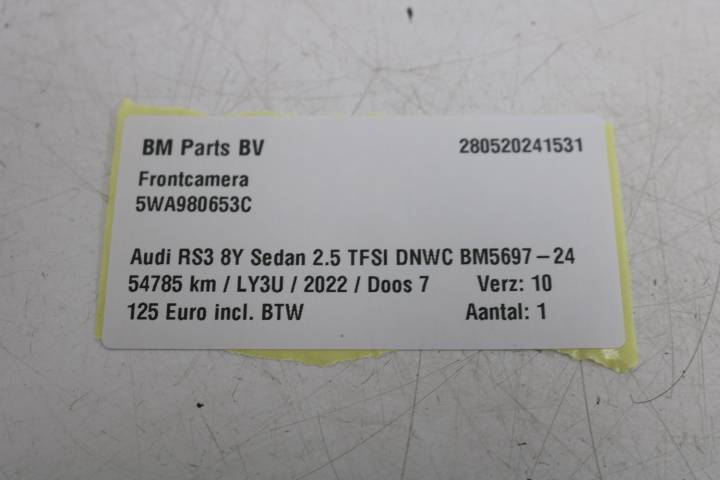 BM Parts BV 280520241531
Frontcamera
5WA980653C
Audi RS3 8Y Sedan 2.5 TFSI DNWC BM5697-24
54785 km / LY3U / 2022 / Doos 7 Verz: 10
125 Euro incl. BTW Aantal: 1